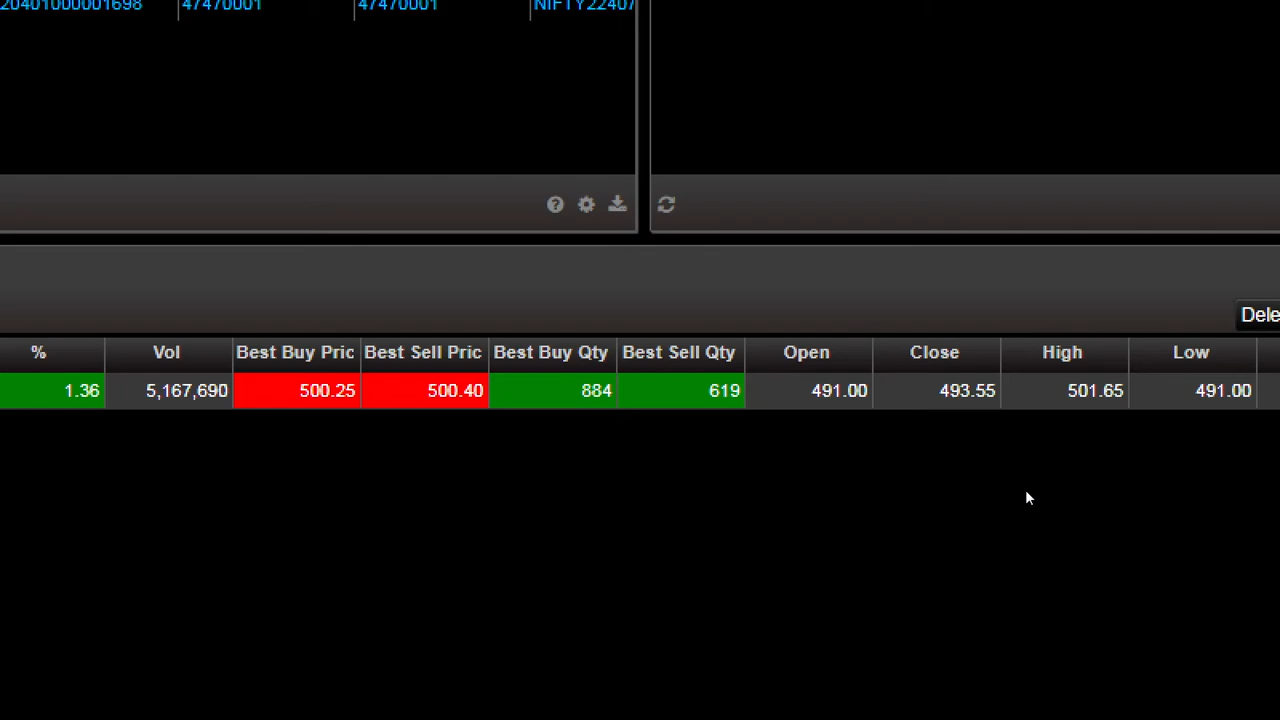 20401000001698 47470001 47470001 NIFTY22407
Dele
% Vol Best Buy Pric Best Sell Pric Best Buy Qty Best Sell Qty Open Close High Low
1.36 5,167,690 500.25 500.40 884 619 491.00 493.55 501.65 491.00